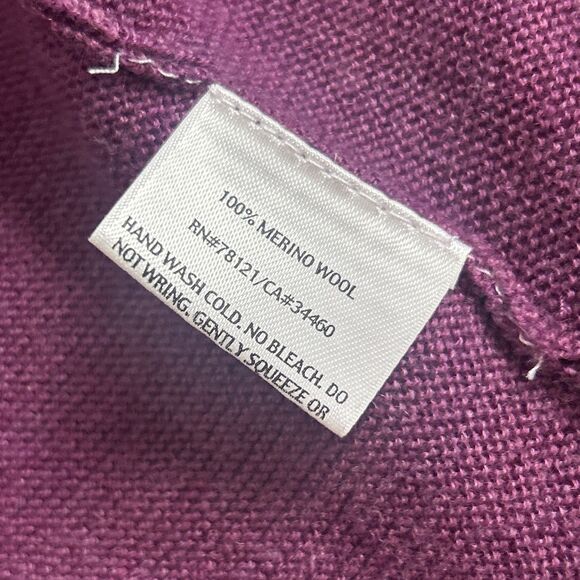 100% MERINO WOOL
RN#78121/CA#34460
HAND WASH COLD. NO BLEACH. DO
NOT WRING, GENTLY SQUEEZE OR